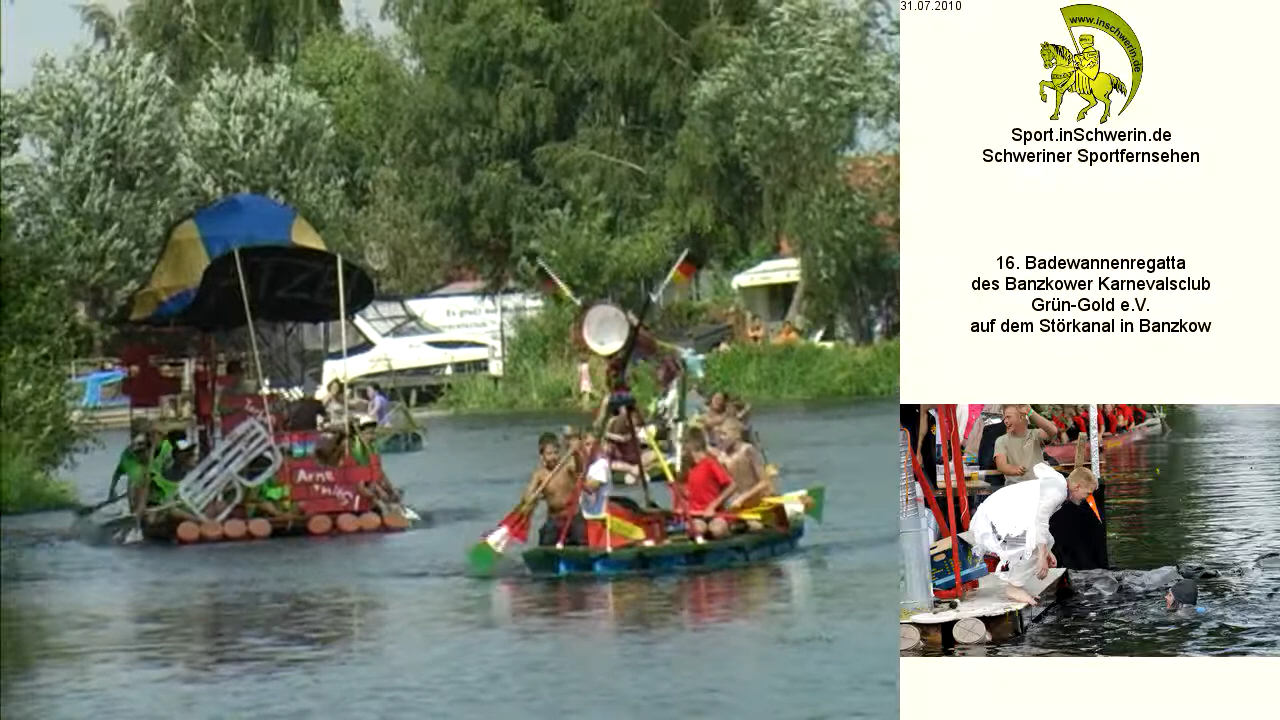 31.07.2010
www.inschwerin.de
Sport.inSchwerin.de
Schweriner Sportfernsehen
16. Badewannenregatta
des Banzkower Karnevalsclub
Grün-Gold e.V.
auf dem Störkanal in Banzkow
Arne